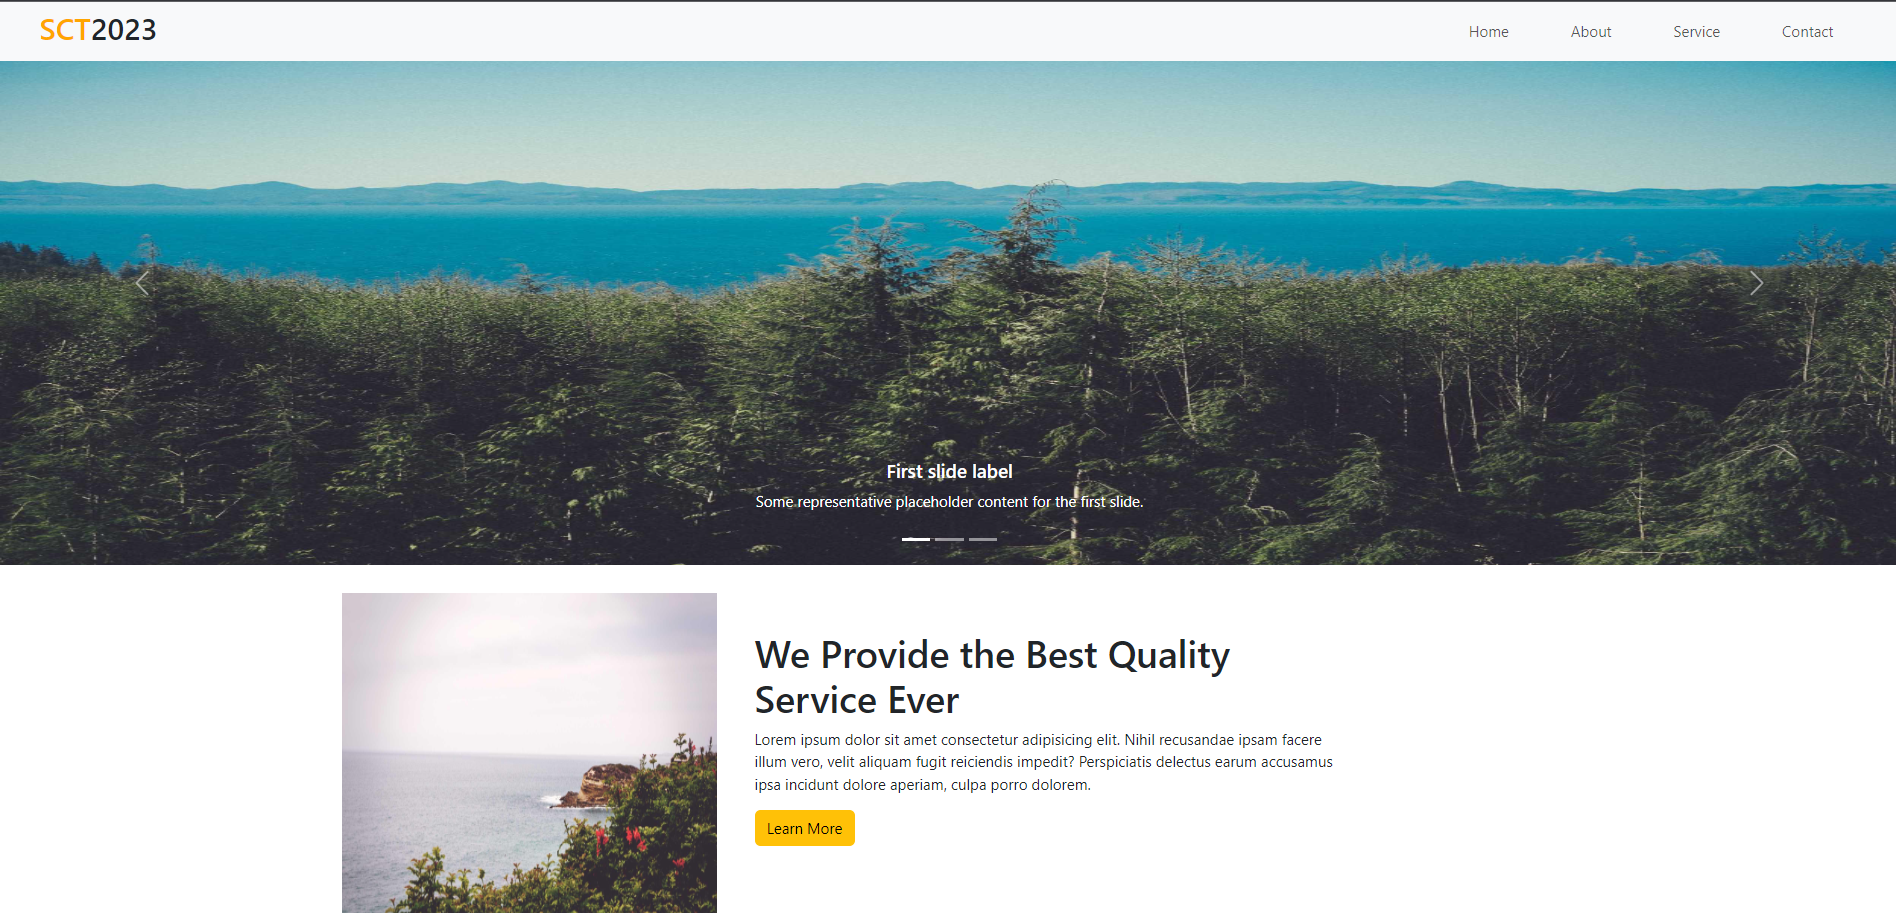 SCT2023
Home
About
Service
Contact
First slide label
Some representative placeholder content for the first slide.
We Provide the Best Quality
Service Ever
Lorem ipsum dolor sit amet consectetur adipisicing elit. Nihil recusandae ipsam facere
illum vero, velit aliquam fugit reiciendis impedit? Perspiciatis delectus earum accusamus
ipsa incidunt dolore aperiam, culpa porro dolorem.
Learn More